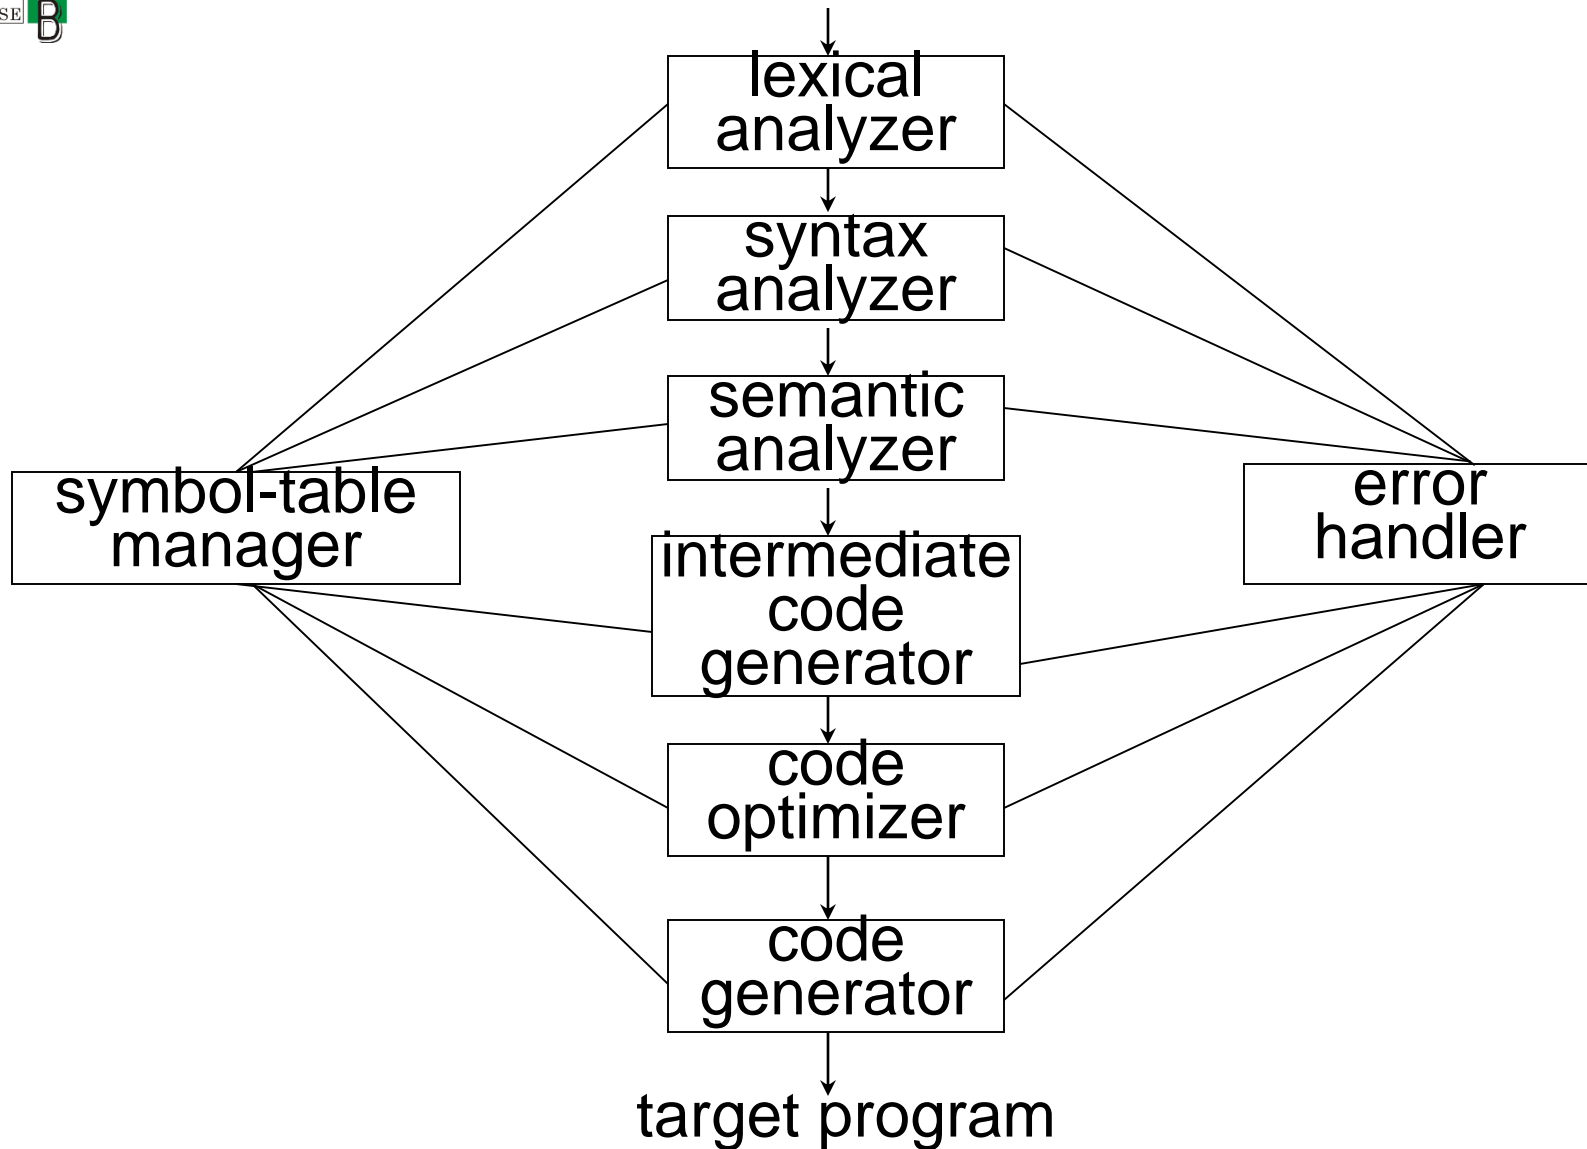 SE
B
lexical
analyzer
syntax
analyzer
semantic
analyzer
symbol-table
manager
error
handler
intermediate
code
generator
code
optimizer
code
generator
target program